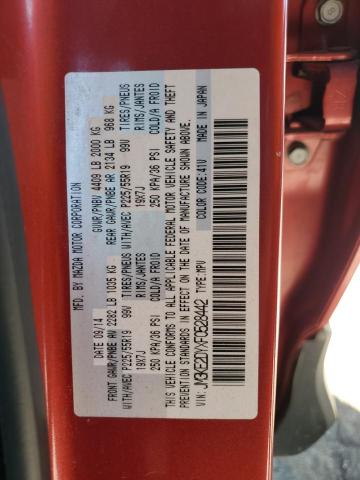 MFD. BY MAZDA MOTOR CORPORATION
DATE: 09/14 GVWR/PNBV 4409 LB 2000 KG
FRONT GAWR/PNBE AV 2282 LB 1035 KG REAR GAWR/PNBE AR 2134 LB 968 KG
WITH/AVEC P225/55R19 99V TIRES/PNEUS WITH/AVEC P225/55R19 99V TIRES/PNEUS
19X7J RIMS/JANTES 19X7J RIMS/JANTES
250 KPA/36 PSI COLD/A FROID 250 KPA/36 PSI COLD/A FROID
THIS VEHICLE CONFORMS TO ALL APPLICABLE FEDERAL MOTOR VEHICLE SAFETY AND THEFT
PREVENTION STANDARDS IN EFFECT ON THE DATE OF MANUFACTURE SHOWN ABOVE.
VIN: TYPE: MPV COLOR CODE: 41V MADE IN JAPAN